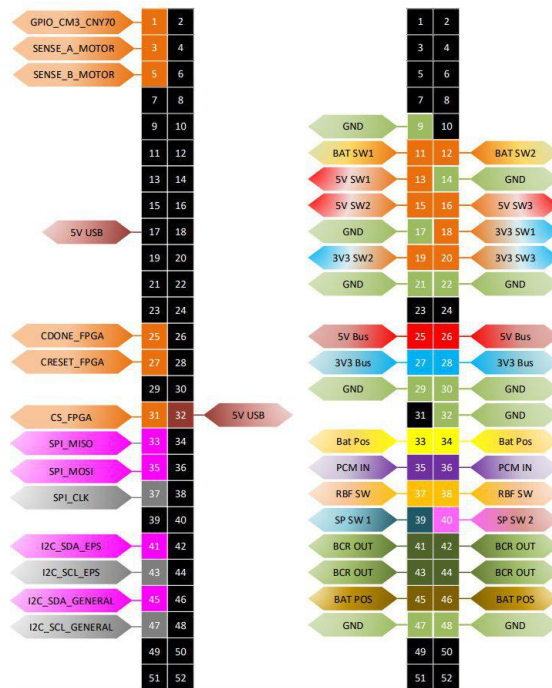 GPIO_CM3_CNY70 1 2
SENSE_A_MOTOR 3 4
SENSE_B_MOTOR 5 6
7 8
9 10
11 12
13 14
15 16
5V USB 17 18
19 20
21 22
23 24
CDONE_FPGA 25 26
CRESET_FPGA 27 28
29 30
CS_FPGA 31 32 5V USB
SPI_MISO 33 34
SPI_MOSI 35 36
SPI_CLK 37 38
39 40
I2C_SDA_EPS 41 42
I2C_SCL_EPS 43 44
I2C_SDA_GENERAL 45 46
I2C_SCL_GENERAL 47 48
49 50
51 52
1 2
3 4
5 6
7 8
GND 9 10
BAT SW1 11 12 BAT SW2
5V SW1 13 14 GND
5V SW2 15 16 5V SW3
GND 17 18 3V3 SW1
3V3 SW2 19 20 3V3 SW3
GND 21 22 GND
23 24
5V Bus 25 26 5V Bus
3V3 Bus 27 28 3V3 Bus
GND 29 30 GND
31 32 GND
Bat Pos 33 34 Bat Pos
PCM IN 35 36 PCM IN
RBF SW 37 38 RBF SW
SP SW 1 39 40 SP SW 2
BCR OUT 41 42 BCR OUT
BCR OUT 43 44 BCR OUT
BAT POS 45 46 BAT POS
GND 47 48 GND
49 50
51 52